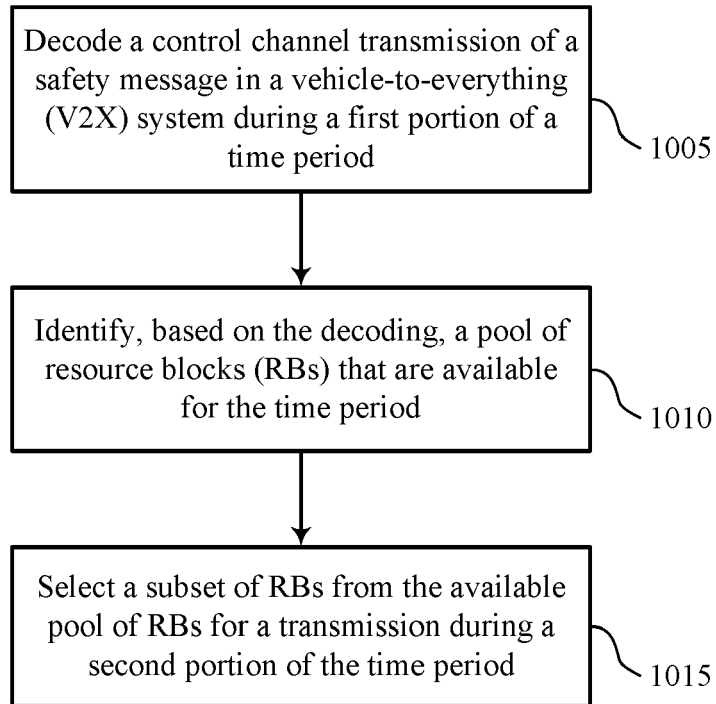 Decode a control channel transmission of a
safety message in a vehicle-to-everything
(V2X) system during a first portion of a
time period
1005
Identify, based on the decoding, a pool of
resource blocks (RBs) that are available
for the time period
1010
Select a subset of RBs from the available
pool of RBs for a transmission during a
second portion of the time period
1015